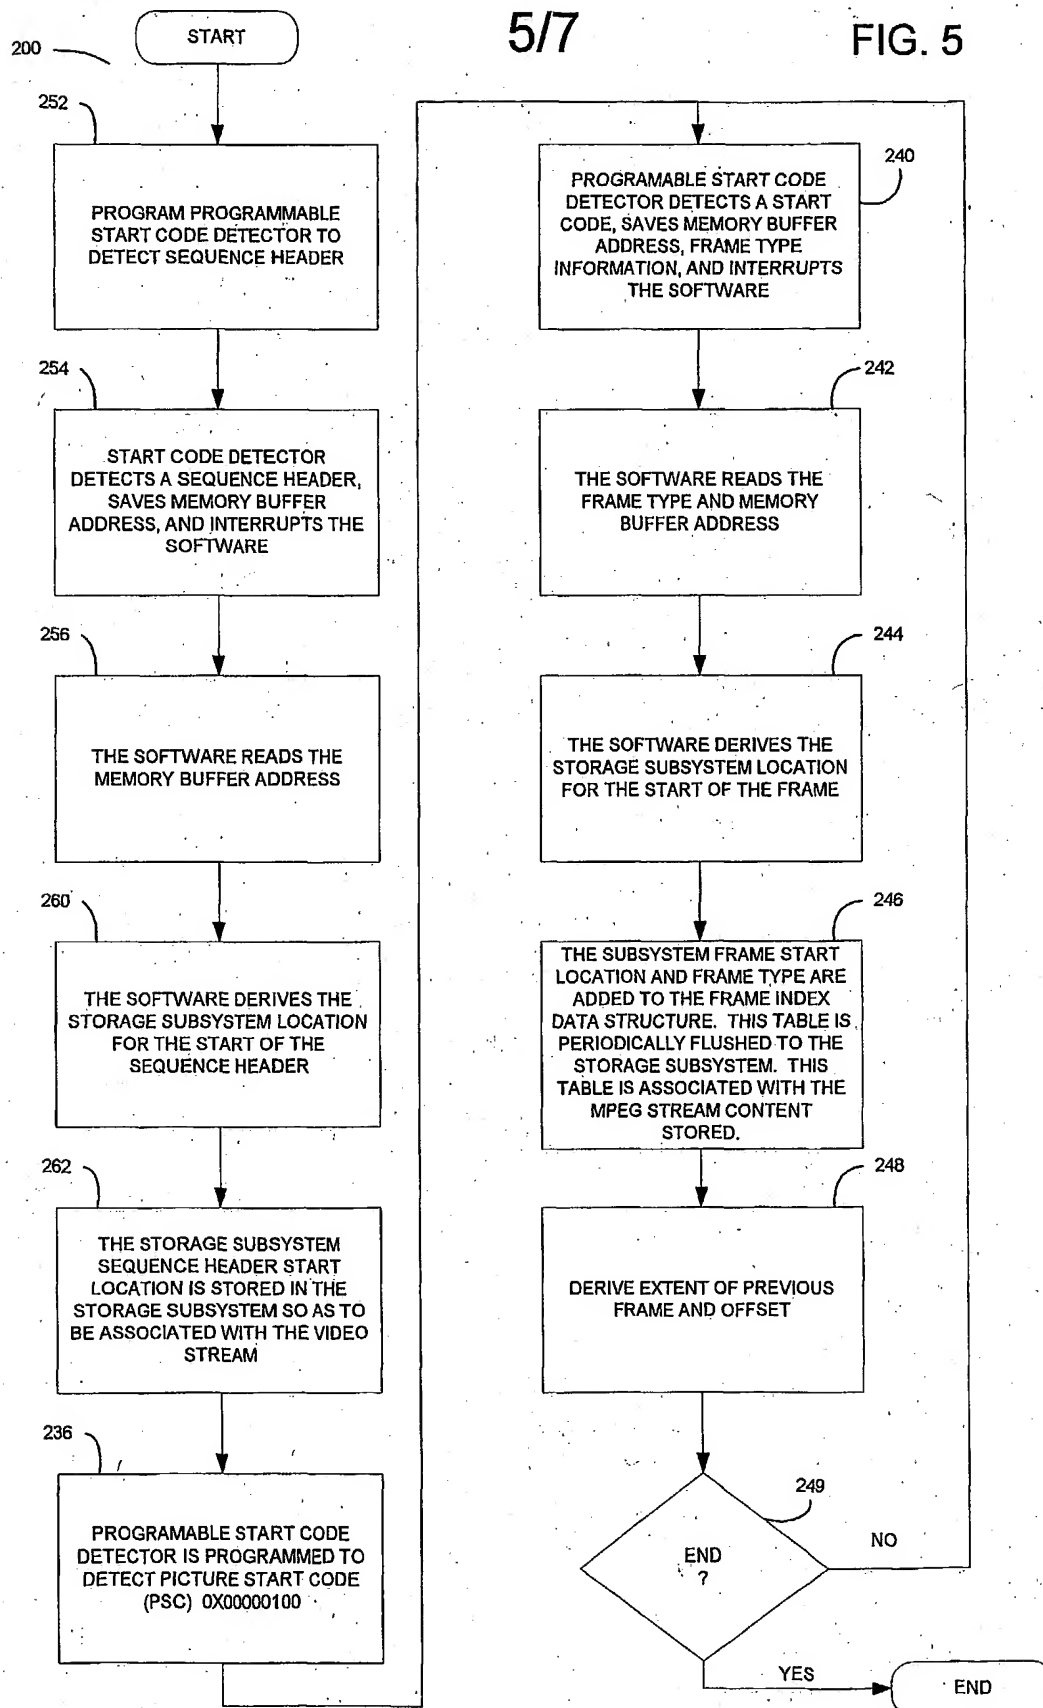 5/7
FIG. 5
START
200
252
PROGRAM PROGRAMMABLE
START CODE DETECTOR TO
DETECT SEQUENCE HEADER
254
START CODE DETECTOR
DETECTS A SEQUENCE HEADER,
SAVES MEMORY BUFFER
ADDRESS, AND INTERRUPTS THE
SOFTWARE
256
THE SOFTWARE READS THE
MEMORY BUFFER ADDRESS
260
THE SOFTWARE DERIVES THE
STORAGE SUBSYSTEM LOCATION
FOR THE START OF THE
SEQUENCE HEADER
262
THE STORAGE SUBSYSTEM
SEQUENCE HEADER START
LOCATION IS STORED IN THE
STORAGE SUBSYSTEM SO AS TO
BE ASSOCIATED WITH THE VIDEO
STREAM
236
PROGRAMABLE START CODE
DETECTOR IS PROGRAMMED TO
DETECT PICTURE START CODE
(PSC) 0X00000100
240
PROGRAMABLE START CODE
DETECTOR DETECTS A START
CODE, SAVES MEMORY BUFFER
ADDRESS, FRAME TYPE
INFORMATION, AND INTERRUPTS
THE SOFTWARE
242
THE SOFTWARE READS THE
FRAME TYPE AND MEMORY
BUFFER ADDRESS
244
THE SOFTWARE DERIVES THE
STORAGE SUBSYSTEM LOCATION
FOR THE START OF THE FRAME
246
THE SUBSYSTEM FRAME START
LOCATION AND FRAME TYPE ARE
ADDED TO THE FRAME INDEX
DATA STRUCTURE. THIS TABLE IS
PERIODICALLY FLUSHED TO THE
STORAGE SUBSYSTEM. THIS
TABLE IS ASSOCIATED WITH THE
MPEG STREAM CONTENT
STORED.
248
DERIVE EXTENT OF PREVIOUS
FRAME AND OFFSET
249
END
?
NO
YES
END